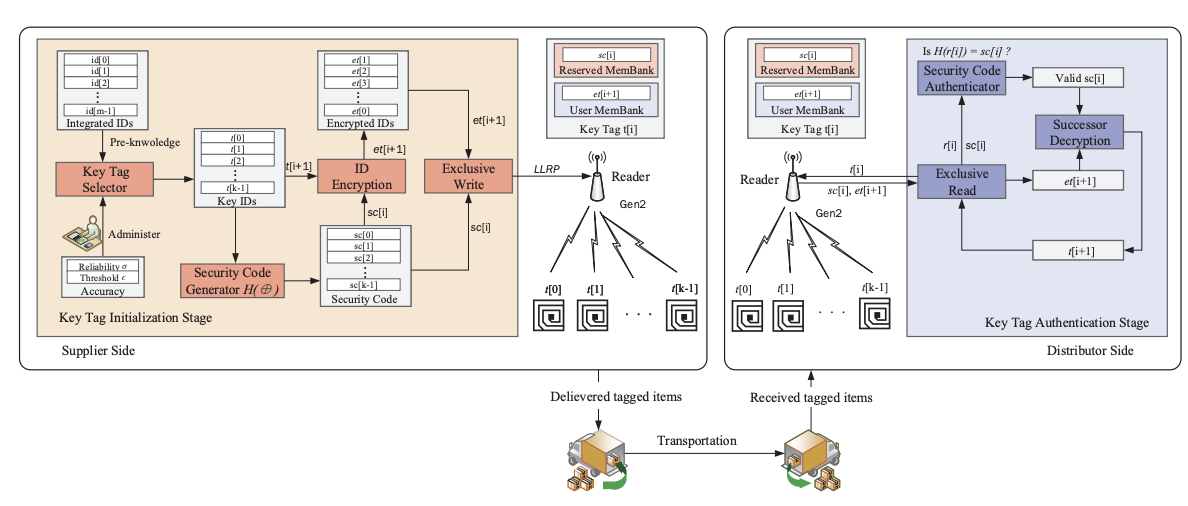 id[0]
id[1]
id[2]
id[m-1]
Integrated IDs
Pre-knwoledge
Key Tag
Selector
Administer
Reliability σ
Threshold ϵ
Accuracy
t[0]
t[1]
t[2]
t[k-1]
Key IDs
Security Code
Generator H(⊕)
et[1]
et[2]
et[3]
et[0]
Encrypted IDs
et[i+1]
t[i+1]
ID
Encryption
sc[i]
sc[0]
sc[1]
sc[2]
sc[k-1]
Security Code
et[i+1]
Exclusive
Write
sc[i]
Key Tag Initialization Stage
Supplier Side
sc[i]
Reserved MemBank
et[i+1]
User MemBank
Key Tag t[i]
LLRP
Reader
Gen2
t[0]
t[1]
t[k-1]
. . .
sc[i]
Reserved MemBank
et[i+1]
User MemBank
Key Tag t[i]
Reader
t[i]
sc[i], et[i+1]
Gen2
t[0]
t[1]
t[k-1]
. . .
Is H(r[i]) = sc[i] ?
Security Code
Authenticator
Valid sc[i]
Successor
Decryption
r[i]
sc[i]
Exclusive
Read
et[i+1]
t[i+1]
Key Tag Authentication Stage
Distributor Side
Delievered tagged items
Received tagged items
Transportation